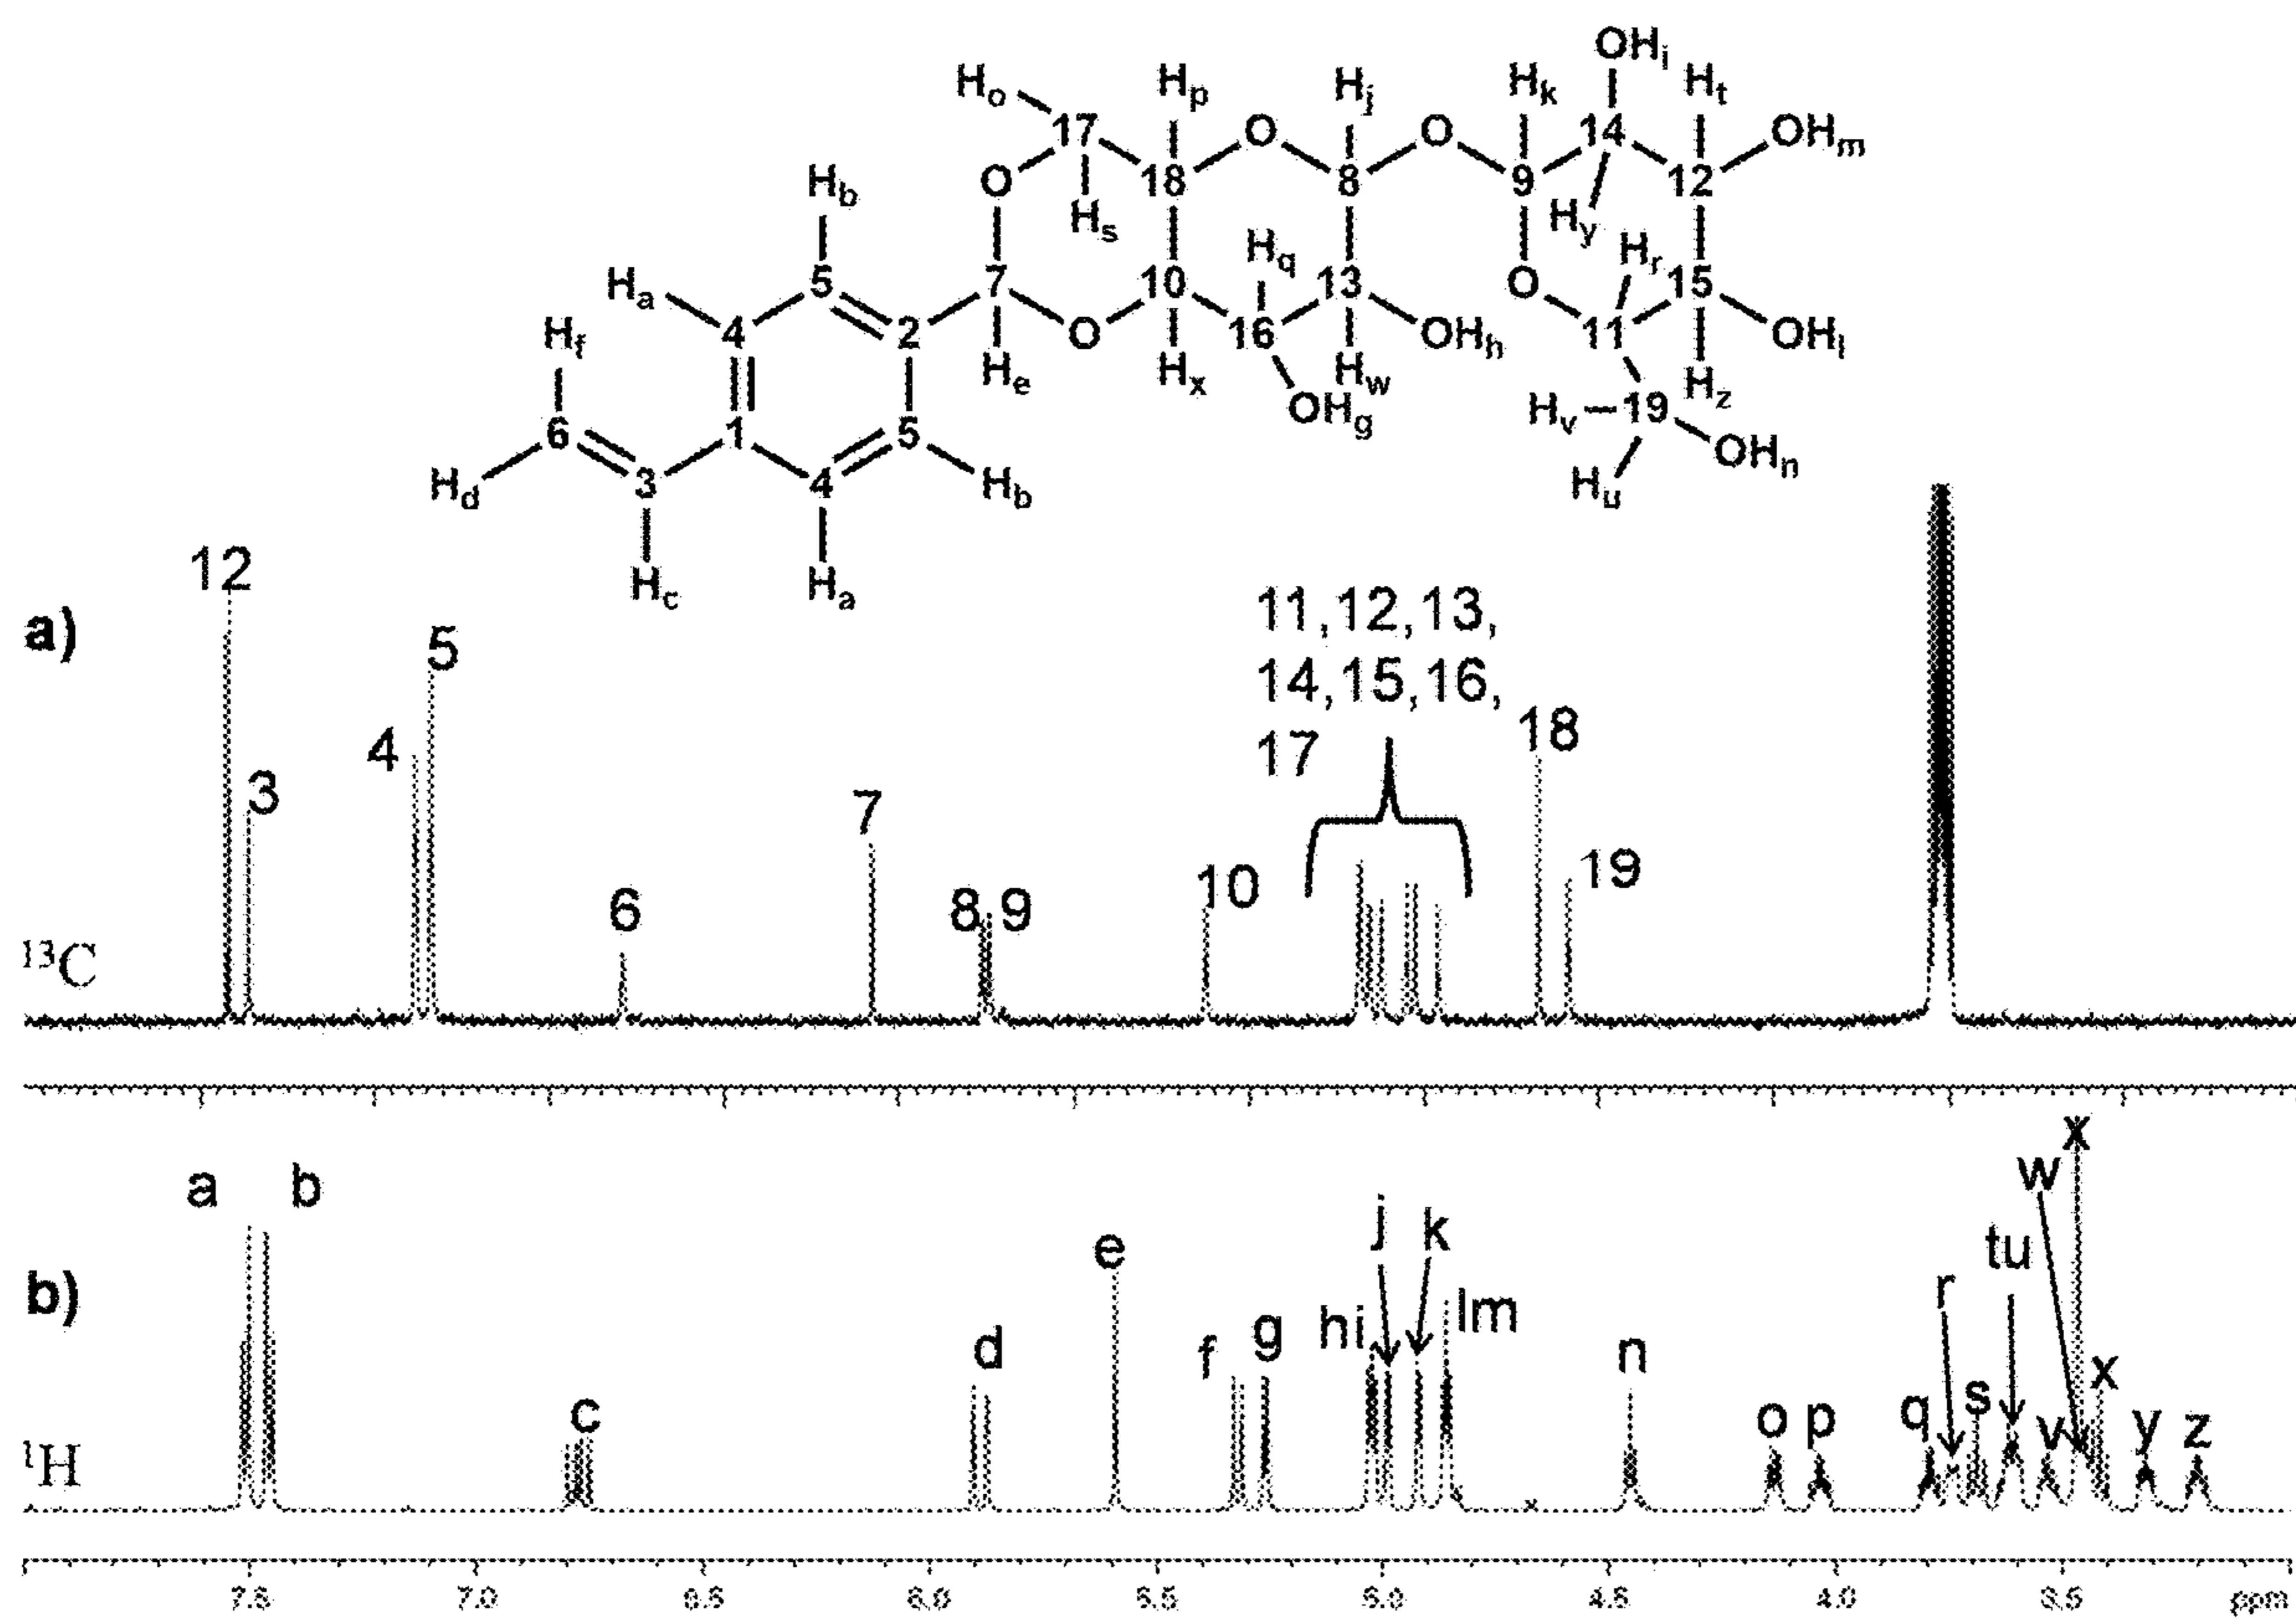 OHi
Ho Hp Hj Hk Ht
17 O O 14 OHm
Hb O 18 8 9 12
Hs Hy
Hq Hr
Ha 5 7 10 13 O 15
Hf 4 2 O 16 OHh 11 OHl
He Hx Hw Hz
OHg Hv 19
6 1 5 OHn
Hd 3 4 Hb Hu
Hc Ha
12
a)
5
4
3
7
6
8 9
10
11,12,13,
14,15,16,
17
18
19
13C
a b
c
d
e
f
g
hi
j
k
lm
n
o
p
q
r
s
tu
v
w
x
x
y
z
b)
1H
7.5 7.0 6.5 6.0 5.5 5.0 4.5 4.0 3.5 ppm